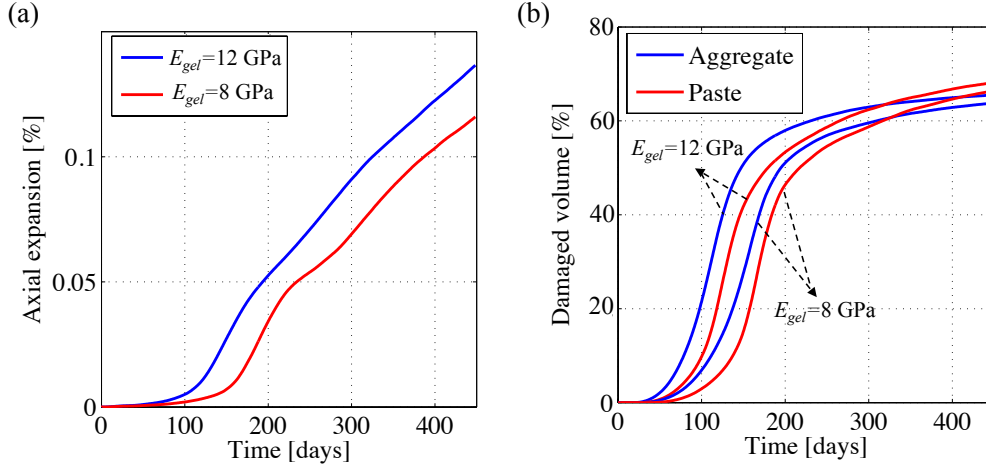 (a)
E_gel=12 GPa
E_gel=8 GPa
Axial expansion [%]
0.1
0.05
0
0 100 200 300 400
Time [days]
(b)
Aggregate
Paste
E_gel=12 GPa
E_gel=8 GPa
Damaged volume [%]
80
60
40
20
0
0 100 200 300 400
Time [days]